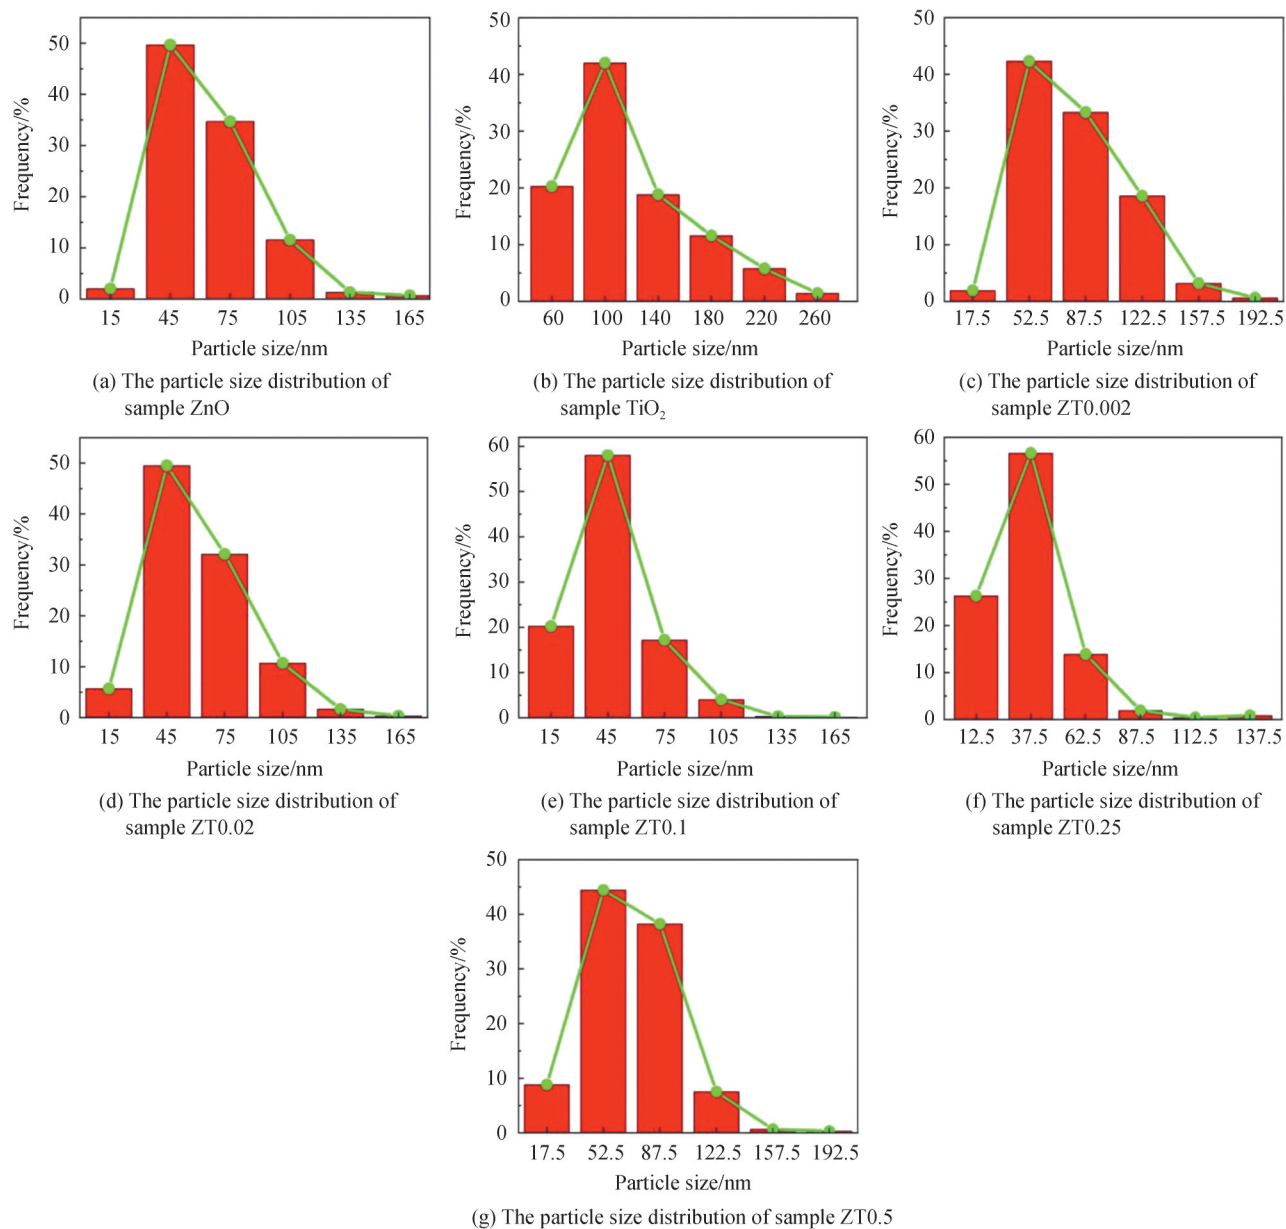 50
40
30
20
10
0
Frequency/%
15 45 75 105 135 165
Particle size/nm
(a) The particle size distribution of
sample ZnO
50
40
30
20
10
0
Frequency/%
60 100 140 180 220 260
Particle size/nm
(b) The particle size distribution of
sample TiO₂
50
40
30
20
10
0
Frequency/%
17.5 52.5 87.5 122.5 157.5 192.5
Particle size/nm
(c) The particle size distribution of
sample ZT0.002
50
40
30
20
10
0
Frequency/%
15 45 75 105 135 165
Particle size/nm
(d) The particle size distribution of
sample ZT0.02
60
50
40
30
20
10
0
Frequency/%
15 45 75 105 135 165
Particle size/nm
(e) The particle size distribution of
sample ZT0.1
60
50
40
30
20
10
0
Frequency/%
12.5 37.5 62.5 87.5 112.5 137.5
Particle size/nm
(f) The particle size distribution of
sample ZT0.25
50
40
30
20
10
0
Frequency/%
17.5 52.5 87.5 122.5 157.5 192.5
Particle size/nm
(g) The particle size distribution of sample ZT0.5